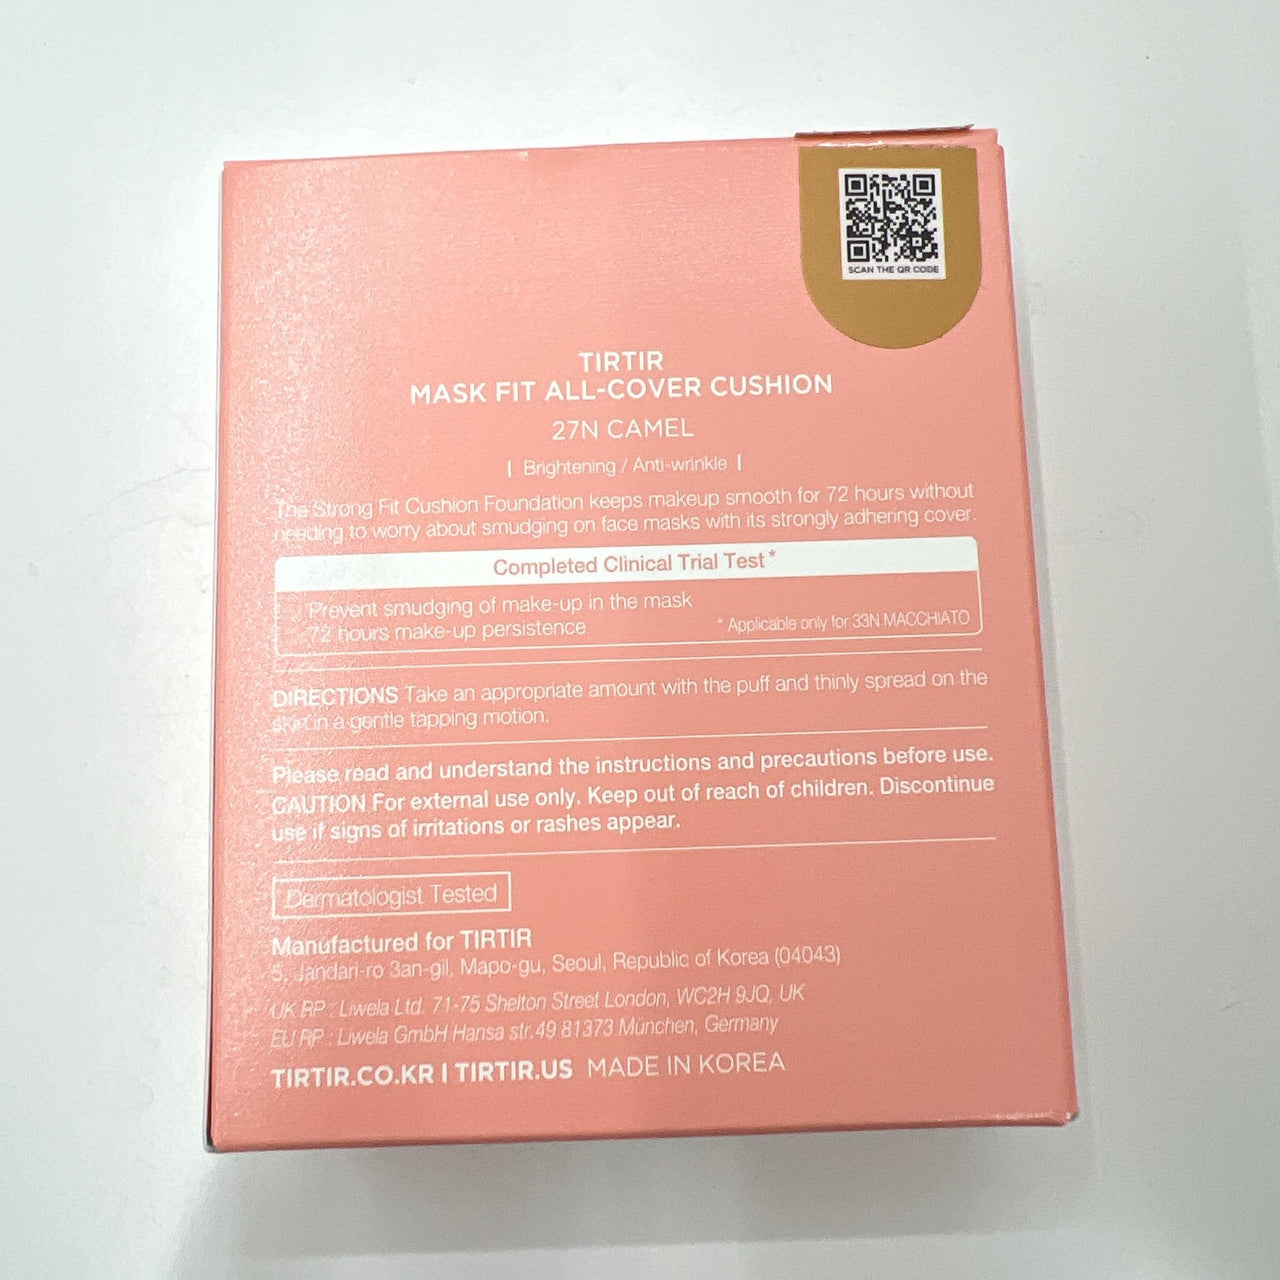 SCAN THE QR CODE
TIRTIR
MASK FIT ALL-COVER CUSHION
27N CAMEL
| Brightening / Anti-wrinkle |
The Strong Fit Cushion Foundation keeps makeup smooth for 72 hours without
needing to worry about smudging on face masks with its strongly adhering cover.
Completed Clinical Trial Test*
Prevent smudging of make-up in the mask
72 hours make-up persistence
* Applicable only for 33N MACCHIATO
DIRECTIONS Take an appropriate amount with the puff and thinly spread on the
skin in a gentle tapping motion.
Please read and understand the instructions and precautions before use.
CAUTION For external use only. Keep out of reach of children. Discontinue
use if signs of irritations or rashes appear.
Dermatologist Tested
Manufactured for TIRTIR
5, Jandari-ro 3an-gil, Mapo-gu, Seoul, Republic of Korea (04043)
UK RP : Liwela Ltd. 71-75 Shelton Street London, WC2H 9JQ, UK
EU RP : Liwela GmbH Hansa str.49 81373 München, Germany
TIRTIR.CO.KR | TIRTIR.US MADE IN KOREA